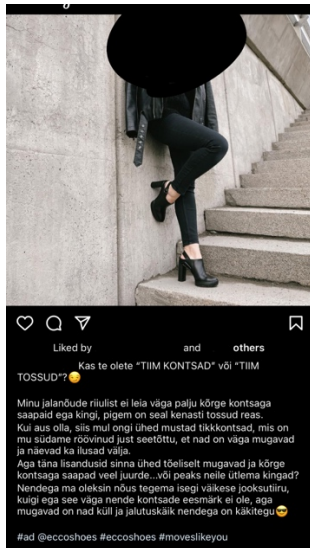 Liked by and others
Kas te olete “TIIM KONTSAD” või “TIIM
TOSSUD”?😏
Minu jalanõude riiulist ei leia väga palju kõrge kontsaga
saapaid ega kingi, pigem on seal kenasti tossud reas.
Kui aus olla, siis mul ongi ühed mustad tikkkontsad, mis on
mu südame röövinud just seetõttu, et nad on väga mugavad
ja näevad ka ilusad välja.
Aga täna lisandusid sinna ühed tõeliselt mugavad ja kõrge
kontsaga saapad veel juurde...või peaks neile ütlema kingad?
Nendega ma oleksin nõus tegema isegi väikese jooksutiiru,
kuigi ega see väga nende kontsade eesmärk ei ole, aga
mugavad on nad küll ja jalutuskäik nendega on käkitegu😎
#ad @eccoshoes #eccoshoes #moveslikeyou